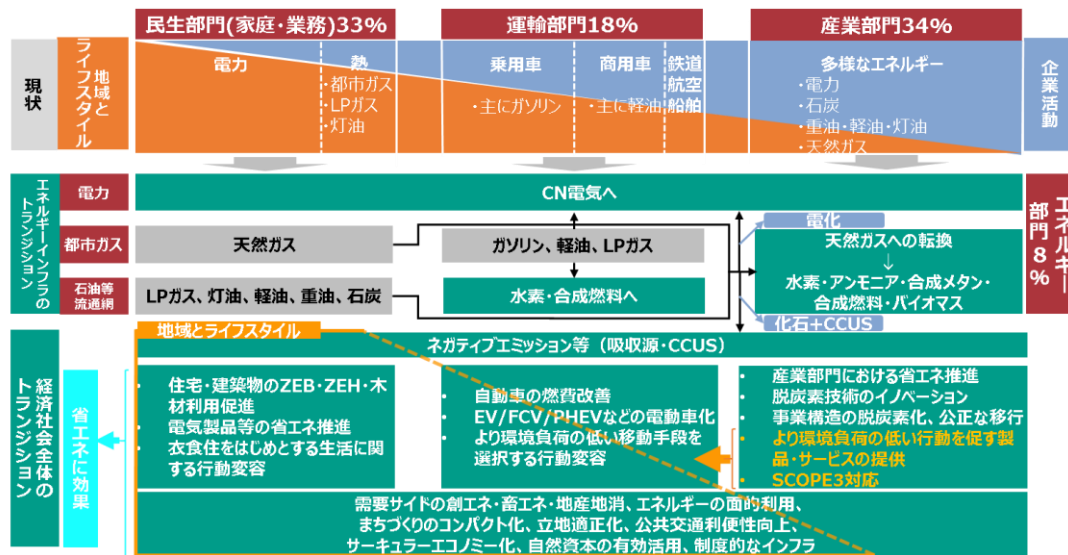 民生部門(家庭・業務)33%
運輸部門18%
産業部門34%
現状
地域と
ライフスタイル
電力
熱
・都市ガス
・LPガス
・灯油
乗用車
・主にガソリン
商用車
・主に軽油
鉄道
航空
船舶
多様なエネルギー
・電力
・石炭
・重油・軽油・灯油
・天然ガス
企業活動
エネルギーインフラの
トランジション
電力
CN電気へ
エネルギー
部門8%
都市ガス
天然ガス
ガソリン、軽油、LPガス
電化
天然ガスへの転換
↓
水素・アンモニア・合成メタン・
合成燃料・バイオマス
石油等
流通網
LPガス、灯油、軽油、重油、石炭
水素・合成燃料へ
化石+CCUS
地域とライフスタイル
ネガティブエミッション等（吸収源・CCUS）
経済社会全体の
トランジション
省エネに効果
• 住宅・建築物のZEB・ZEH・木
材利用促進
• 電気製品等の省エネ推進
• 衣食住をはじめとする生活に関
する行動変容
• 自動車の燃費改善
• EV/FCV/PHEVなどの電動車化
• より環境負荷の低い移動手段を
選択する行動変容
• 産業部門における省エネ推進
• 脱炭素技術のイノベーション
• 事業構造の脱炭素化、公正な移行
• より環境負荷の低い行動を促す製
品・サービスの提供
• SCOPE3対応
需要サイドの創エネ・畜エネ・地産地消、エネルギーの面的利用、
まちづくりのコンパクト化、立地適正化、公共交通利便性向上、
サーキュラーエコノミー化、自然資本の有効活用、制度的なインフラ